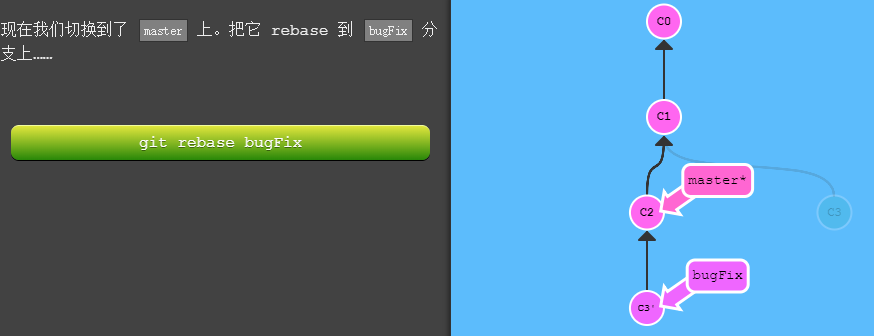 现在我们切换到了 master 上。把它 rebase 到 bugFix 分
支上……
git rebase bugFix
C0
C1
master*
C2
C3
bugFix
C3'